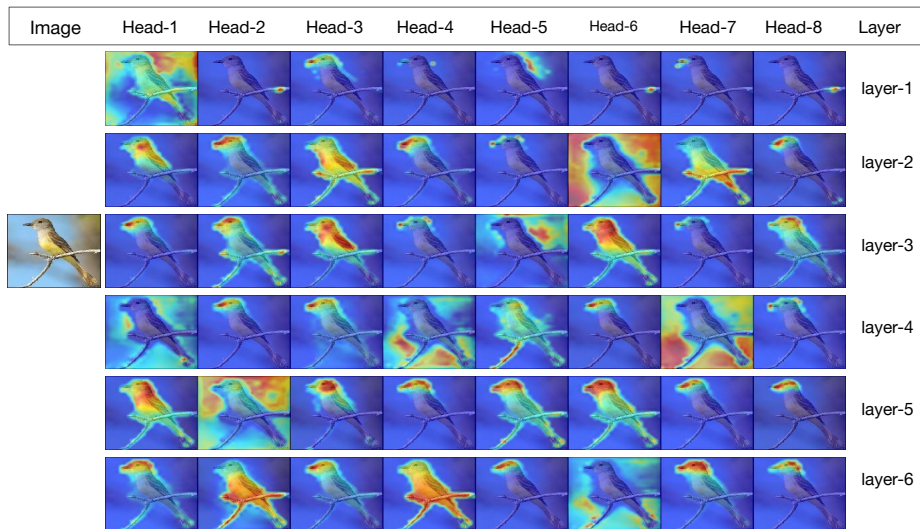 Image Head-1 Head-2 Head-3 Head-4 Head-5 Head-6 Head-7 Head-8 Layer
layer-1
layer-2
layer-3
layer-4
layer-5
layer-6